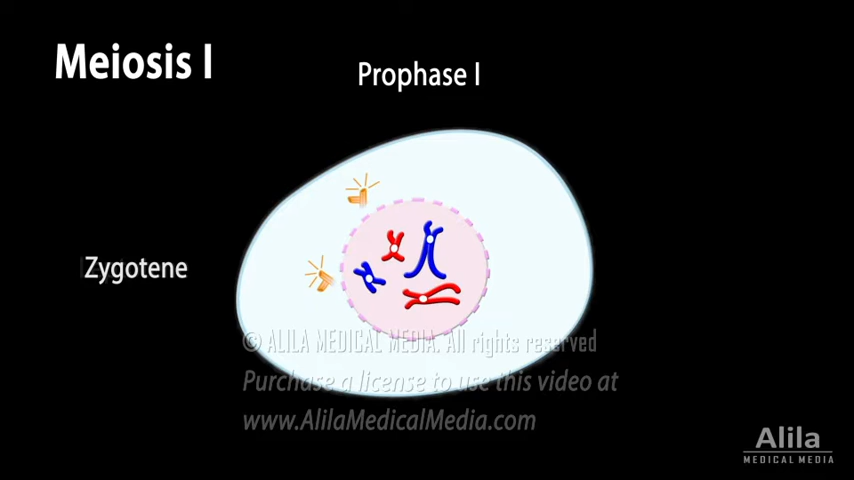 Meiosis I
Prophase I
Zygotene
© ALILA MEDICAL MEDIA. All rights reserved
Purchase a license to use this video at
www.AlilaMedicalMedia.com
Alila
MEDICAL MEDIA